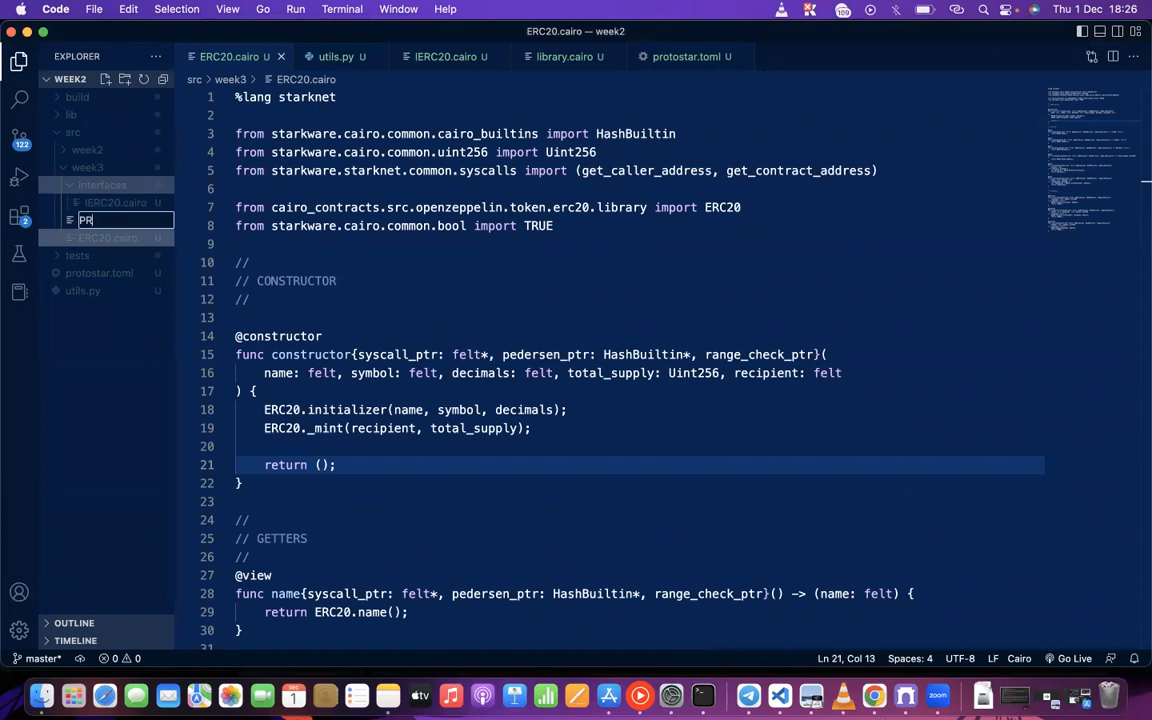 Code File Edit Selection View Go Run Terminal Window Help
109
Thu 1 Dec 18:26
ERC20.cairo — week2
EXPLORER
ERC20.cairo U
utils.py U
IERC20.cairo U
library.cairo U
protostar.toml U
WEEK2
src > week3 > ERC20.cairo
build
lib
src
week2
week3
interfaces
IERC20.cairo U
PR
ERC20.cairo
tests
protostar.toml U
utils.py U
122
2
1 %lang starknet
2
3 from starkware.cairo.common.cairo_builtins import HashBuiltin
4 from starkware.cairo.common.uint256 import Uint256
5 from starkware.starknet.common.syscalls import (get_caller_address, get_contract_address)
6
7 from cairo_contracts.src.openzeppelin.token.erc20.library import ERC20
8 from starkware.cairo.common.bool import TRUE
9
10 //
11 // CONSTRUCTOR
12 //
13
14 @constructor
15 func constructor{syscall_ptr: felt*, pedersen_ptr: HashBuiltin*, range_check_ptr}(
16 name: felt, symbol: felt, decimals: felt, total_supply: Uint256, recipient: felt
17 ) {
18 ERC20.initializer(name, symbol, decimals);
19 ERC20._mint(recipient, total_supply);
20
21 return ();
22 }
23
24 //
25 // GETTERS
26 //
27 @view
28 func name{syscall_ptr: felt*, pedersen_ptr: HashBuiltin*, range_check_ptr}() -> (name: felt) {
29 return ERC20.name();
30 }
31
OUTLINE
TIMELINE
master* 0 0
Ln 21, Col 13 Spaces: 4 UTF-8 LF Cairo Go Live
DEC
1
tv
zoom